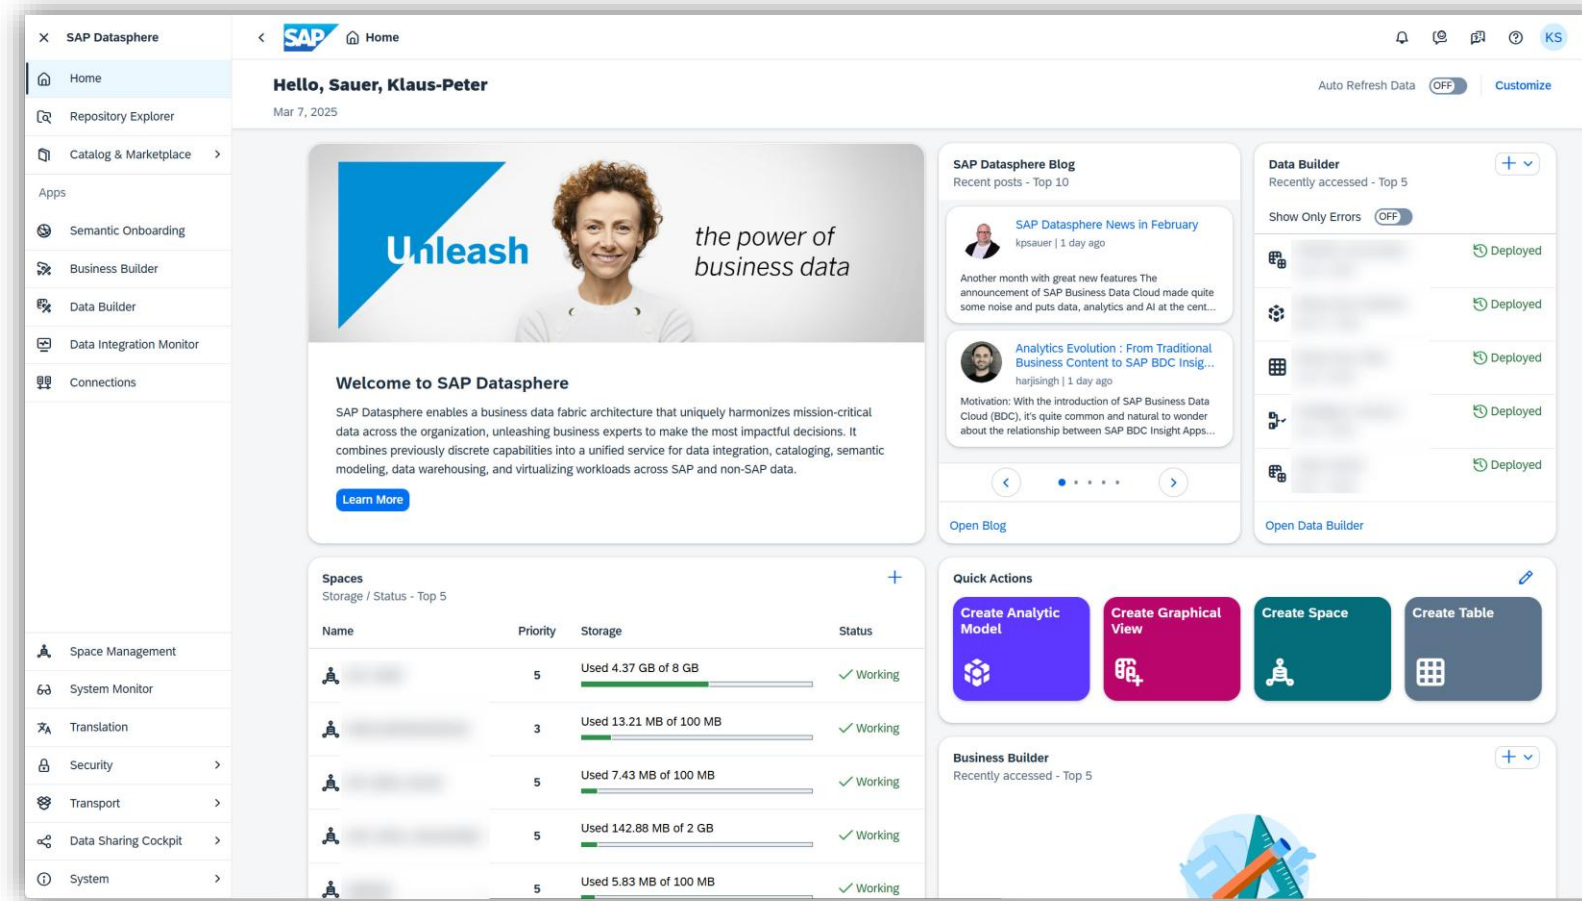 SAP Datasphere
Home
Repository Explorer
Catalog & Marketplace
Apps
Semantic Onboarding
Business Builder
Data Builder
Data Integration Monitor
Connections
Space Management
System Monitor
Translation
Security
Transport
Data Sharing Cockpit
System
SAP Home
KS
Hello, Sauer, Klaus-Peter
Mar 7, 2025
Auto Refresh Data OFF Customize
Unleash
the power of
business data
Welcome to SAP Datasphere
SAP Datasphere enables a business data fabric architecture that uniquely harmonizes mission-critical
data across the organization, unleashing business experts to make the most impactful decisions. It
combines previously discrete capabilities into a unified service for data integration, cataloging, semantic
modeling, data warehousing, and virtualizing workloads across SAP and non-SAP data.
Learn More
SAP Datasphere Blog
Recent posts - Top 10
SAP Datasphere News in February
kpsauer | 1 day ago
Another month with great new features The
announcement of SAP Business Data Cloud made quite
some noise and puts data, analytics and AI at the cent...
Analytics Evolution : From Traditional
Business Content to SAP BDC Insig...
harjisingh | 1 day ago
Motivation: With the introduction of SAP Business Data
Cloud (BDC), it's quite common and natural to wonder
about the relationship between SAP BDC Insight Apps...
Open Blog
Data Builder
Recently accessed - Top 5
Show Only Errors OFF
Deployed
Deployed
Deployed
Deployed
Deployed
Open Data Builder
Spaces
Storage / Status - Top 5
Name Priority Storage Status
5 Used 4.37 GB of 8 GB Working
3 Used 13.21 MB of 100 MB Working
5 Used 7.43 MB of 100 MB Working
5 Used 142.88 MB of 2 GB Working
5 Used 5.83 MB of 100 MB Working
Quick Actions
Create Analytic
Model
Create Graphical
View
Create Space
Create Table
Business Builder
Recently accessed - Top 5